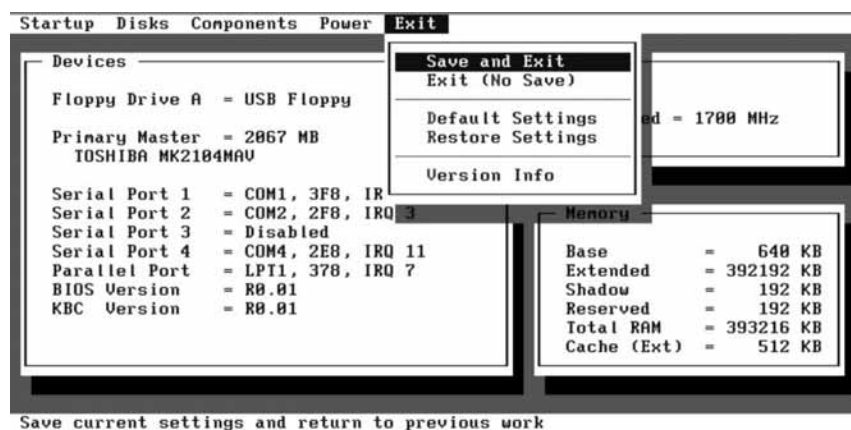 Startup Disks Components Power Exit
Devices
Floppy Drive A = USB Floppy
Primary Master = 2067 MB
TOSHIBA MK2104MAV
Serial Port 1 = COM1, 3F8, IR
Serial Port 2 = COM2, 2F8, IRQ 3
Serial Port 3 = Disabled
Serial Port 4 = COM4, 2E8, IRQ 11
Parallel Port = LPT1, 378, IRQ 7
BIOS Version = R0.01
KBC Version = R0.01
Save and Exit
Exit (No Save)
Default Settings
Restore Settings
Version Info
ed = 1700 MHz
Memory
Base = 640 KB
Extended = 392192 KB
Shadow = 192 KB
Reserved = 192 KB
Total RAM = 393216 KB
Cache (Ext) = 512 KB
Save current settings and return to previous work